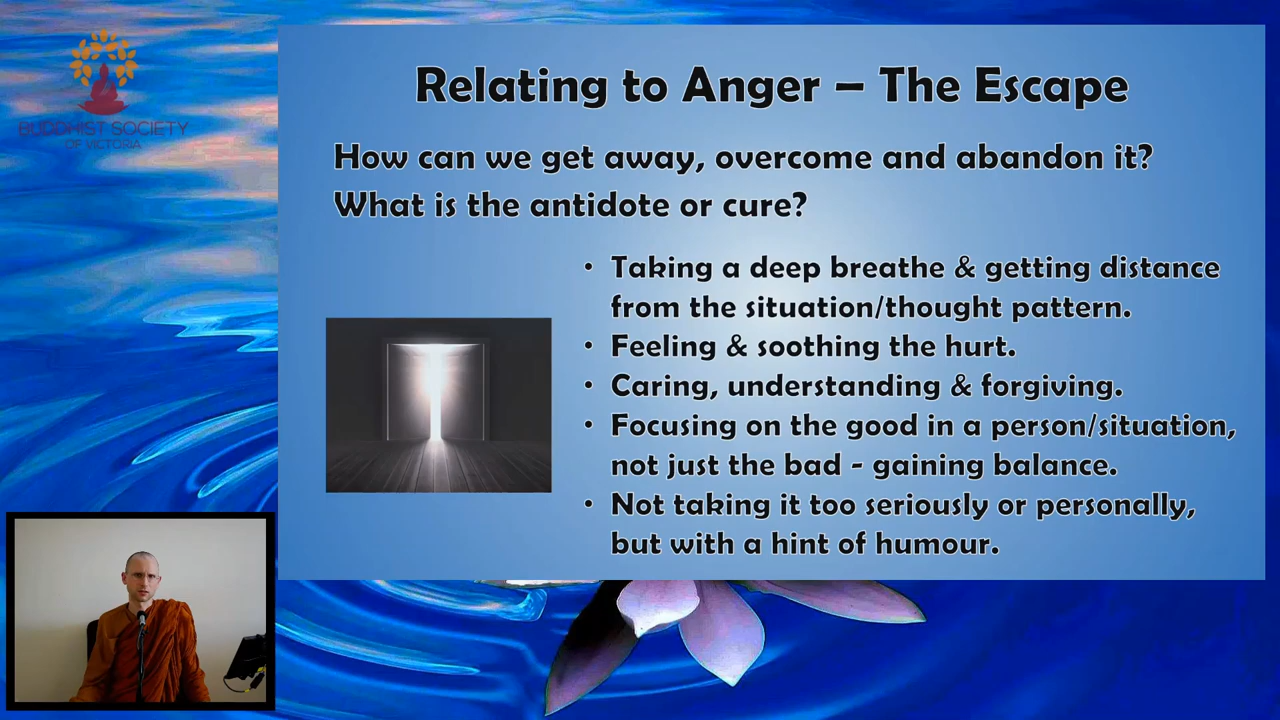 BUDDHIST SOCIETY
OF VICTORIA
Relating to Anger – The Escape
How can we get away, overcome and abandon it?
What is the antidote or cure?
• Taking a deep breathe & getting distance
from the situation/thought pattern.
• Feeling & soothing the hurt.
• Caring, understanding & forgiving.
• Focusing on the good in a person/situation,
not just the bad - gaining balance.
• Not taking it too seriously or personally,
but with a hint of humour.